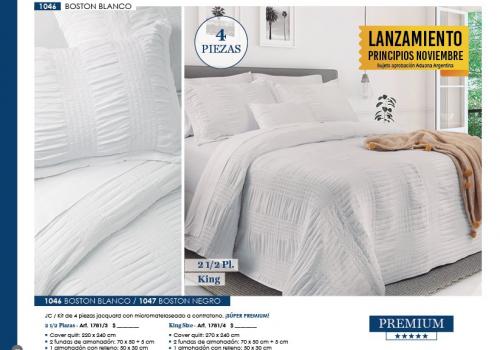 1046 BOSTON BLANCO
4
PIEZAS
LANZAMIENTO
PRINCIPIOS NOVIEMBRE
Sujeto aprobación Aduana Argentina
2 1/2 Pl.
King
1046 BOSTON BLANCO / 1047 BOSTON NEGRO
JC / Kit de 4 piezas jacquard con micromatelaseado a contratono. ¡SÚPER PREMIUM!
2 1/2 Plazas - Art. 1781/3 $ ________
King Size - Art. 1781/4 $ ________
• Cover quilt: 220 x 240 cm
• Cover quilt: 270 x 240 cm
• 2 fundas de almohadón: 70 x 50 + 5 cm
• 2 fundas de almohadón: 70 x 50 + 5 cm
• 1 almohadón con relleno: 50 x 30 cm
• 1 almohadón con relleno: 50 x 30 cm
PREMIUM